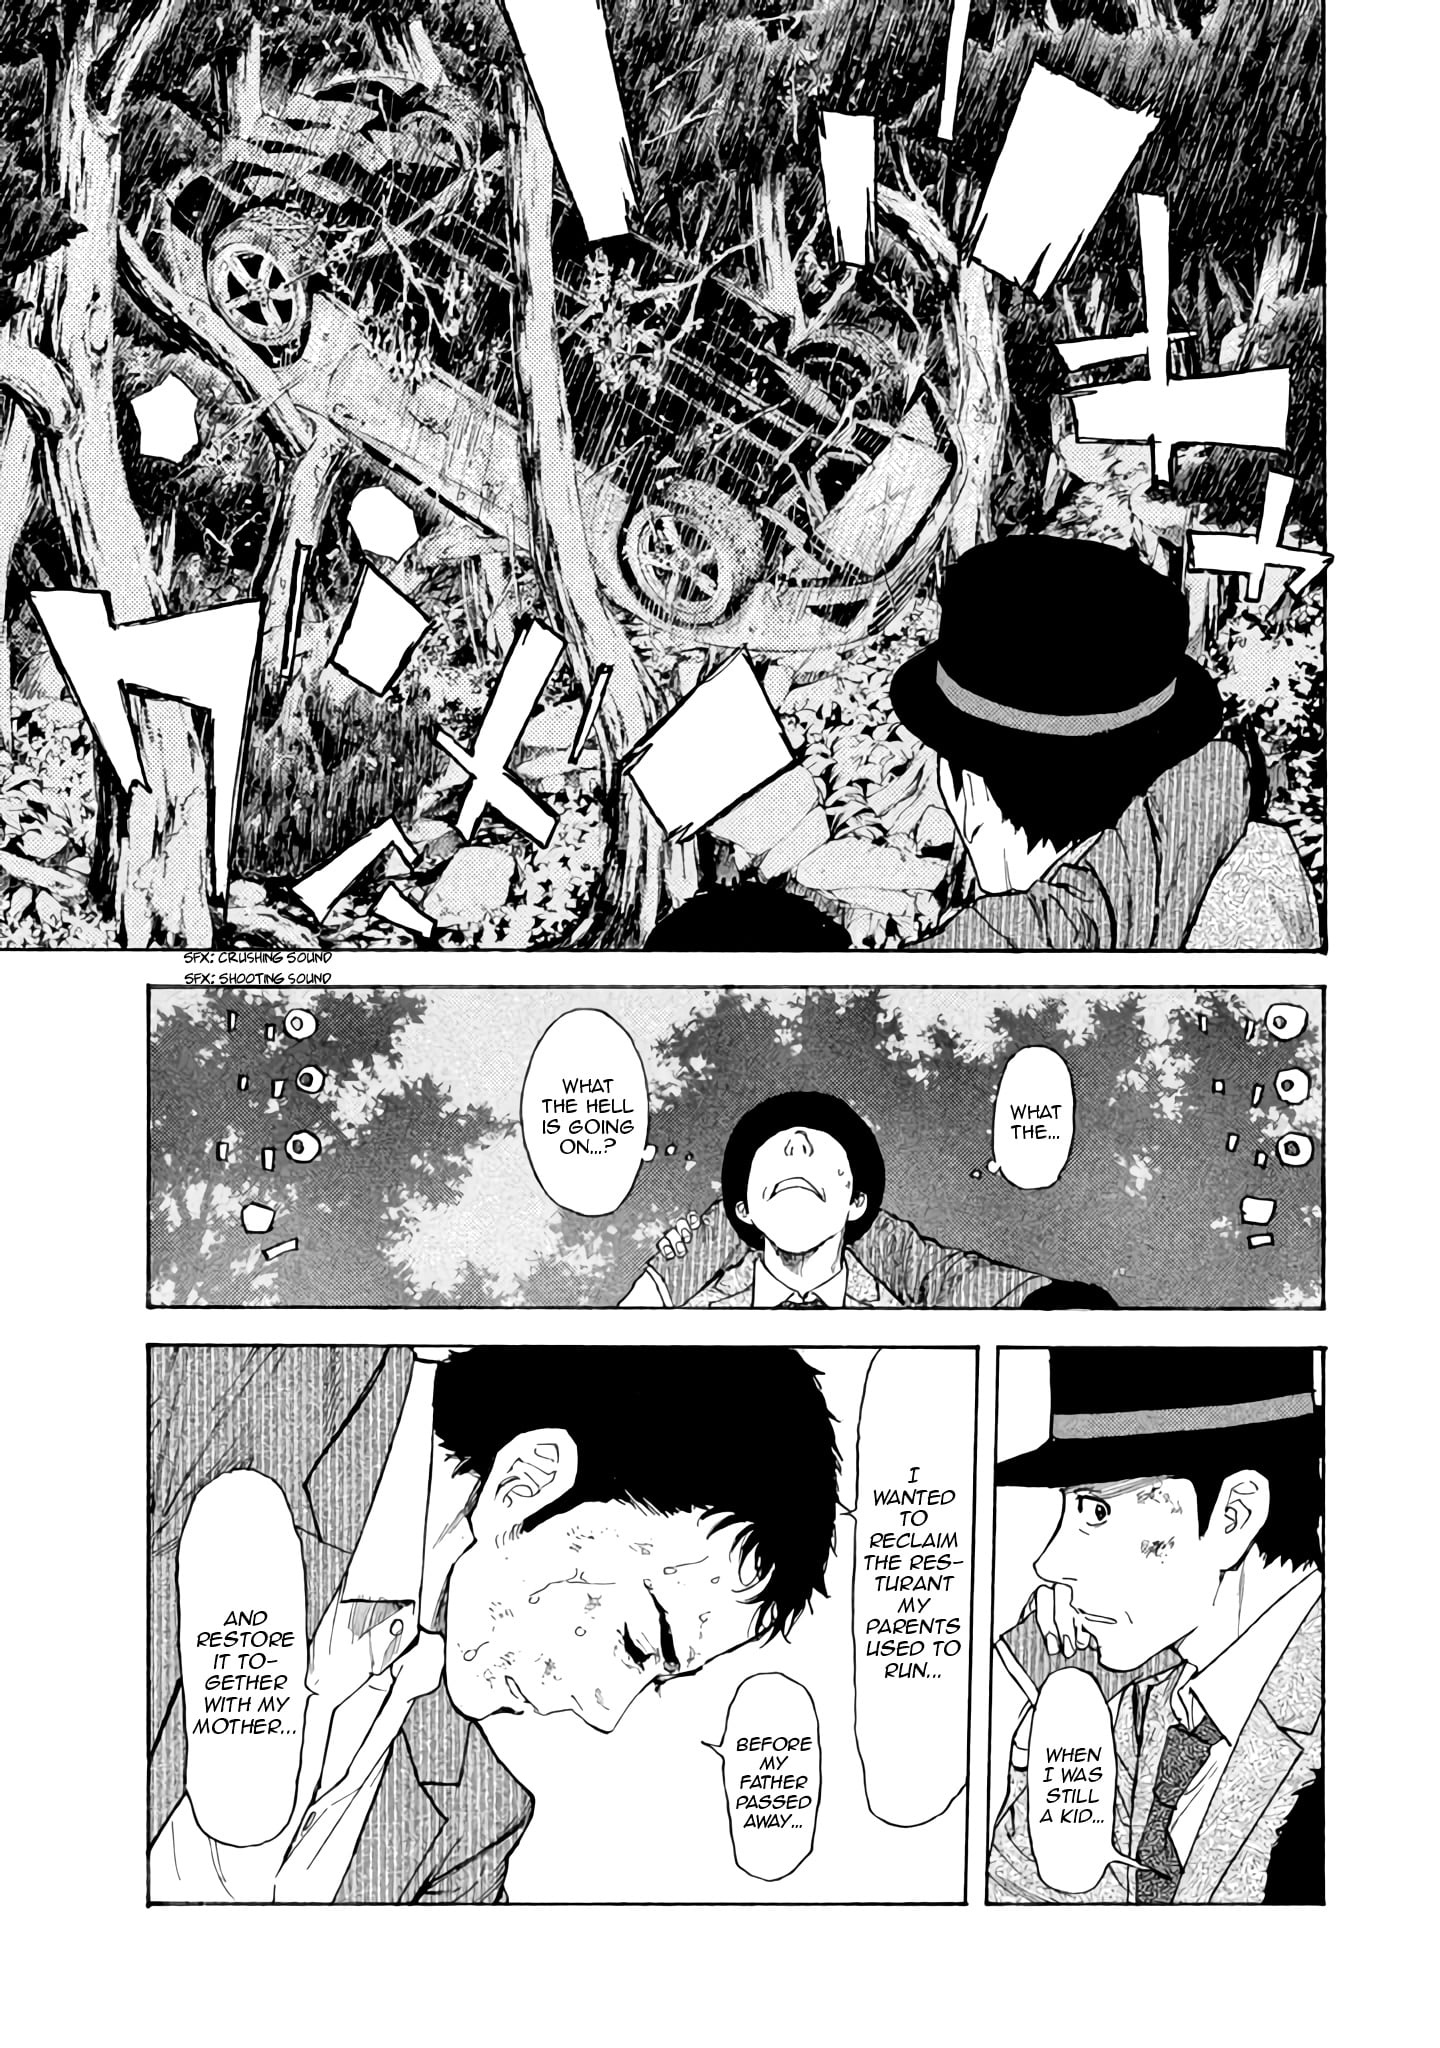 SFX: CRUSHING SOUND
SFX: SHOOTING SOUND
WHAT
THE...
WHAT
THE HELL
IS GOING
ON...?
WHEN
I WAS
STILL
A KID...
I
WANTED
TO
RECLAIM
THE RES-
TURANT
MY
PARENTS
USED TO
RUN...
BEFORE
MY
FATHER
PASSED
AWAY...
AND
RESTORE
IT TO-
GETHER
WITH MY
MOTHER...